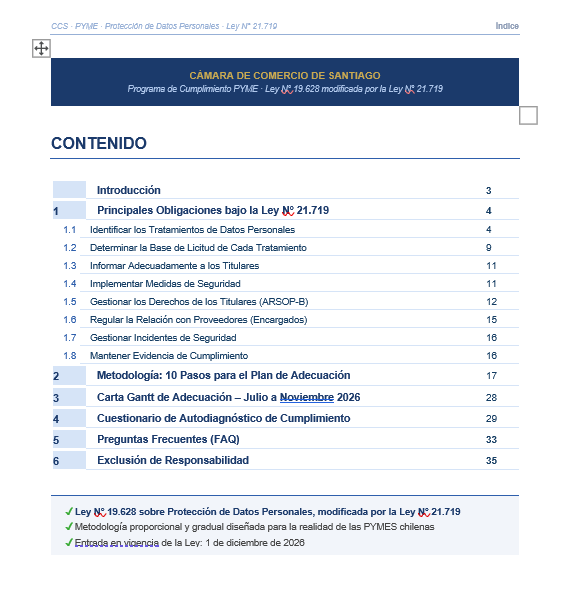 CCS · PYME · Protección de Datos Personales · Ley N° 21.719 Índice
CÁMARA DE COMERCIO DE SANTIAGO
Programa de Cumplimiento PYME · Ley N° 19.628 modificada por la Ley N° 21.719
CONTENIDO
Introducción 3
1 Principales Obligaciones bajo la Ley N° 21.719 4
1.1 Identificar los Tratamientos de Datos Personales 4
1.2 Determinar la Base de Licitud de Cada Tratamiento 9
1.3 Informar Adecuadamente a los Titulares 11
1.4 Implementar Medidas de Seguridad 11
1.5 Gestionar los Derechos de los Titulares (ARSOP-B) 12
1.6 Regular la Relación con Proveedores (Encargados) 15
1.7 Gestionar Incidentes de Seguridad 16
1.8 Mantener Evidencia de Cumplimiento 16
2 Metodología: 10 Pasos para el Plan de Adecuación 17
3 Carta Gantt de Adecuación – Julio a Noviembre 2026 28
4 Cuestionario de Autodiagnóstico de Cumplimiento 29
5 Preguntas Frecuentes (FAQ) 33
6 Exclusión de Responsabilidad 35
✓ Ley N° 19.628 sobre Protección de Datos Personales, modificada por la Ley N° 21.719
✓ Metodología proporcional y gradual diseñada para la realidad de las PYMES chilenas
✓ Entrada en vigencia de la Ley: 1 de diciembre de 2026